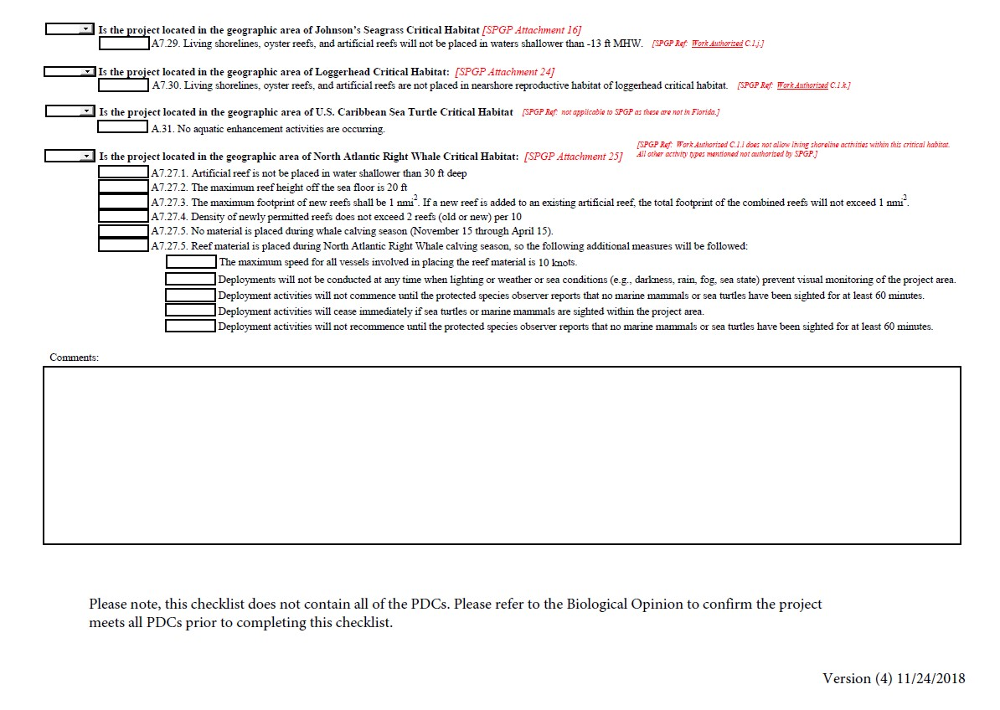 Is the project located in the geographic area of Johnson's Seagrass Critical Habitat [SPGP Attachment 16]
A7.29. Living shorelines, oyster reefs, and artificial reefs will not be placed in waters shallower than -13 ft MHW. [SPGP Ref: Work Authorized C.1.j.]
Is the project located in the geographic area of Loggerhead Critical Habitat: [SPGP Attachment 24]
A7.30. Living shorelines, oyster reefs, and artificial reefs are not placed in nearshore reproductive habitat of loggerhead critical habitat. [SPGP Ref: Work Authorized C.1.k.]
Is the project located in the geographic area of U.S. Caribbean Sea Turtle Critical Habitat [SPGP Ref: not applicable to SPGP as these are not in Florida.]
A.31. No aquatic enhancement activities are occurring.
Is the project located in the geographic area of North Atlantic Right Whale Critical Habitat: [SPGP Attachment 25]
[SPGP Ref: Work Authorized C.1.l does not allow living shoreline activities within this critical habitat.
All other activity types mentioned not authorized by SPGP.]
A7.27.1. Artificial reef is not be placed in water shallower than 30 ft deep
A7.27.2. The maximum reef height off the sea floor is 20 ft
A7.27.3. The maximum footprint of new reefs shall be 1 nmi2. If a new reef is added to an existing artificial reef, the total footprint of the combined reefs will not exceed 1 nmi2.
A7.27.4. Density of newly permitted reefs does not exceed 2 reefs (old or new) per 10
A7.27.5. No material is placed during whale calving season (November 15 through April 15).
A7.27.5. Reef material is placed during North Atlantic Right Whale calving season, so the following additional measures will be followed:
The maximum speed for all vessels involved in placing the reef material is 10 knots.
Deployments will not be conducted at any time when lighting or weather or sea conditions (e.g., darkness, rain, fog, sea state) prevent visual monitoring of the project area.
Deployment activities will not commence until the protected species observer reports that no marine mammals or sea turtles have been sighted for at least 60 minutes.
Deployment activities will cease immediately if sea turtles or marine mammals are sighted within the project area.
Deployment activities will not recommence until the protected species observer reports that no marine mammals or sea turtles have been sighted for at least 60 minutes.
Comments:
Please note, this checklist does not contain all of the PDCs. Please refer to the Biological Opinion to confirm the project
meets all PDCs prior to completing this checklist.
Version (4) 11/24/2018